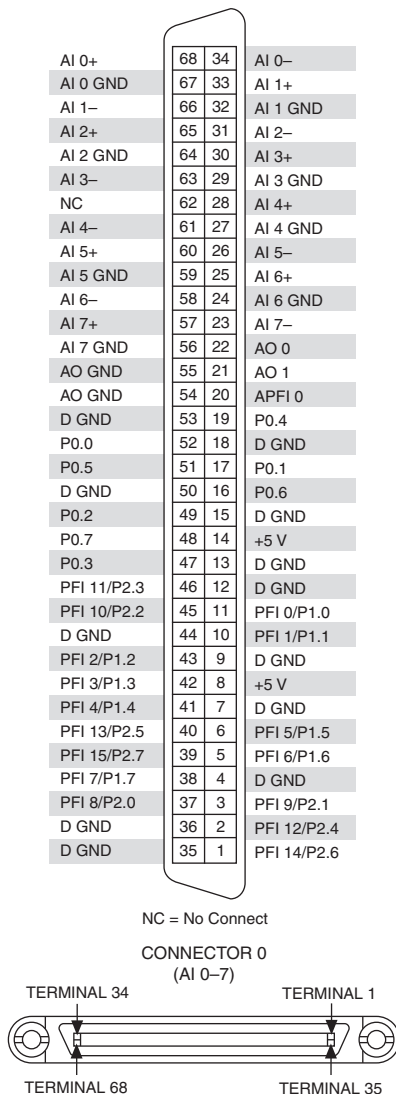 AI 0+ 68 34 AI 0–
AI 0 GND 67 33 AI 1+
AI 1– 66 32 AI 1 GND
AI 2+ 65 31 AI 2–
AI 2 GND 64 30 AI 3+
AI 3– 63 29 AI 3 GND
NC 62 28 AI 4+
AI 4– 61 27 AI 4 GND
AI 5+ 60 26 AI 5–
AI 5 GND 59 25 AI 6+
AI 6– 58 24 AI 6 GND
AI 7+ 57 23 AI 7–
AI 7 GND 56 22 AO 0
AO GND 55 21 AO 1
AO GND 54 20 APFI 0
D GND 53 19 P0.4
P0.0 52 18 D GND
P0.5 51 17 P0.1
D GND 50 16 P0.6
P0.2 49 15 D GND
P0.7 48 14 +5 V
P0.3 47 13 D GND
PFI 11/P2.3 46 12 D GND
PFI 10/P2.2 45 11 PFI 0/P1.0
D GND 44 10 PFI 1/P1.1
PFI 2/P1.2 43 9 D GND
PFI 3/P1.3 42 8 +5 V
PFI 4/P1.4 41 7 D GND
PFI 13/P2.5 40 6 PFI 5/P1.5
PFI 15/P2.7 39 5 PFI 6/P1.6
PFI 7/P1.7 38 4 D GND
PFI 8/P2.0 37 3 PFI 9/P2.1
D GND 36 2 PFI 12/P2.4
D GND 35 1 PFI 14/P2.6
NC = No Connect
CONNECTOR 0
(AI 0–7)
TERMINAL 34 TERMINAL 1
TERMINAL 68 TERMINAL 35